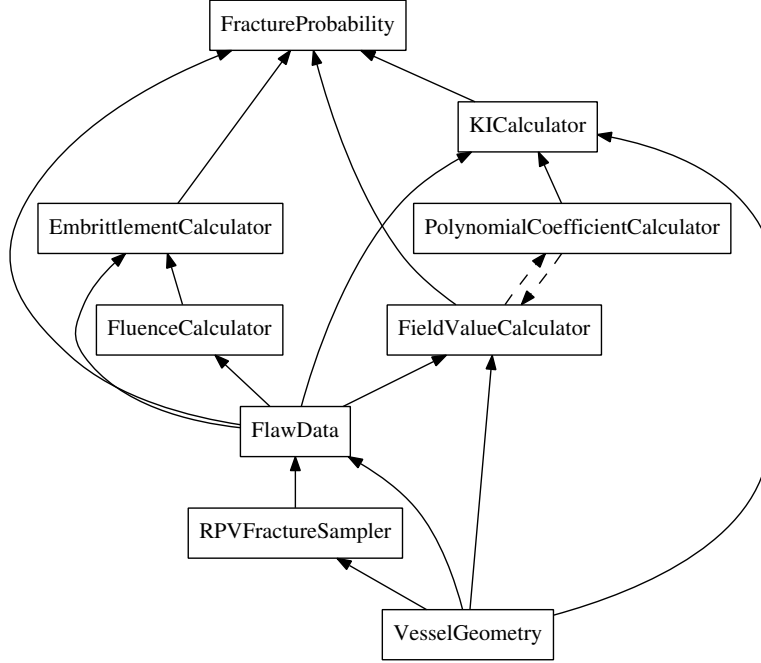 FractureProbability
KICalculator
EmbrittlementCalculator
PolynomialCoefficientCalculator
FluenceCalculator
FieldValueCalculator
FlawData
RPVFractureSampler
VesselGeometry